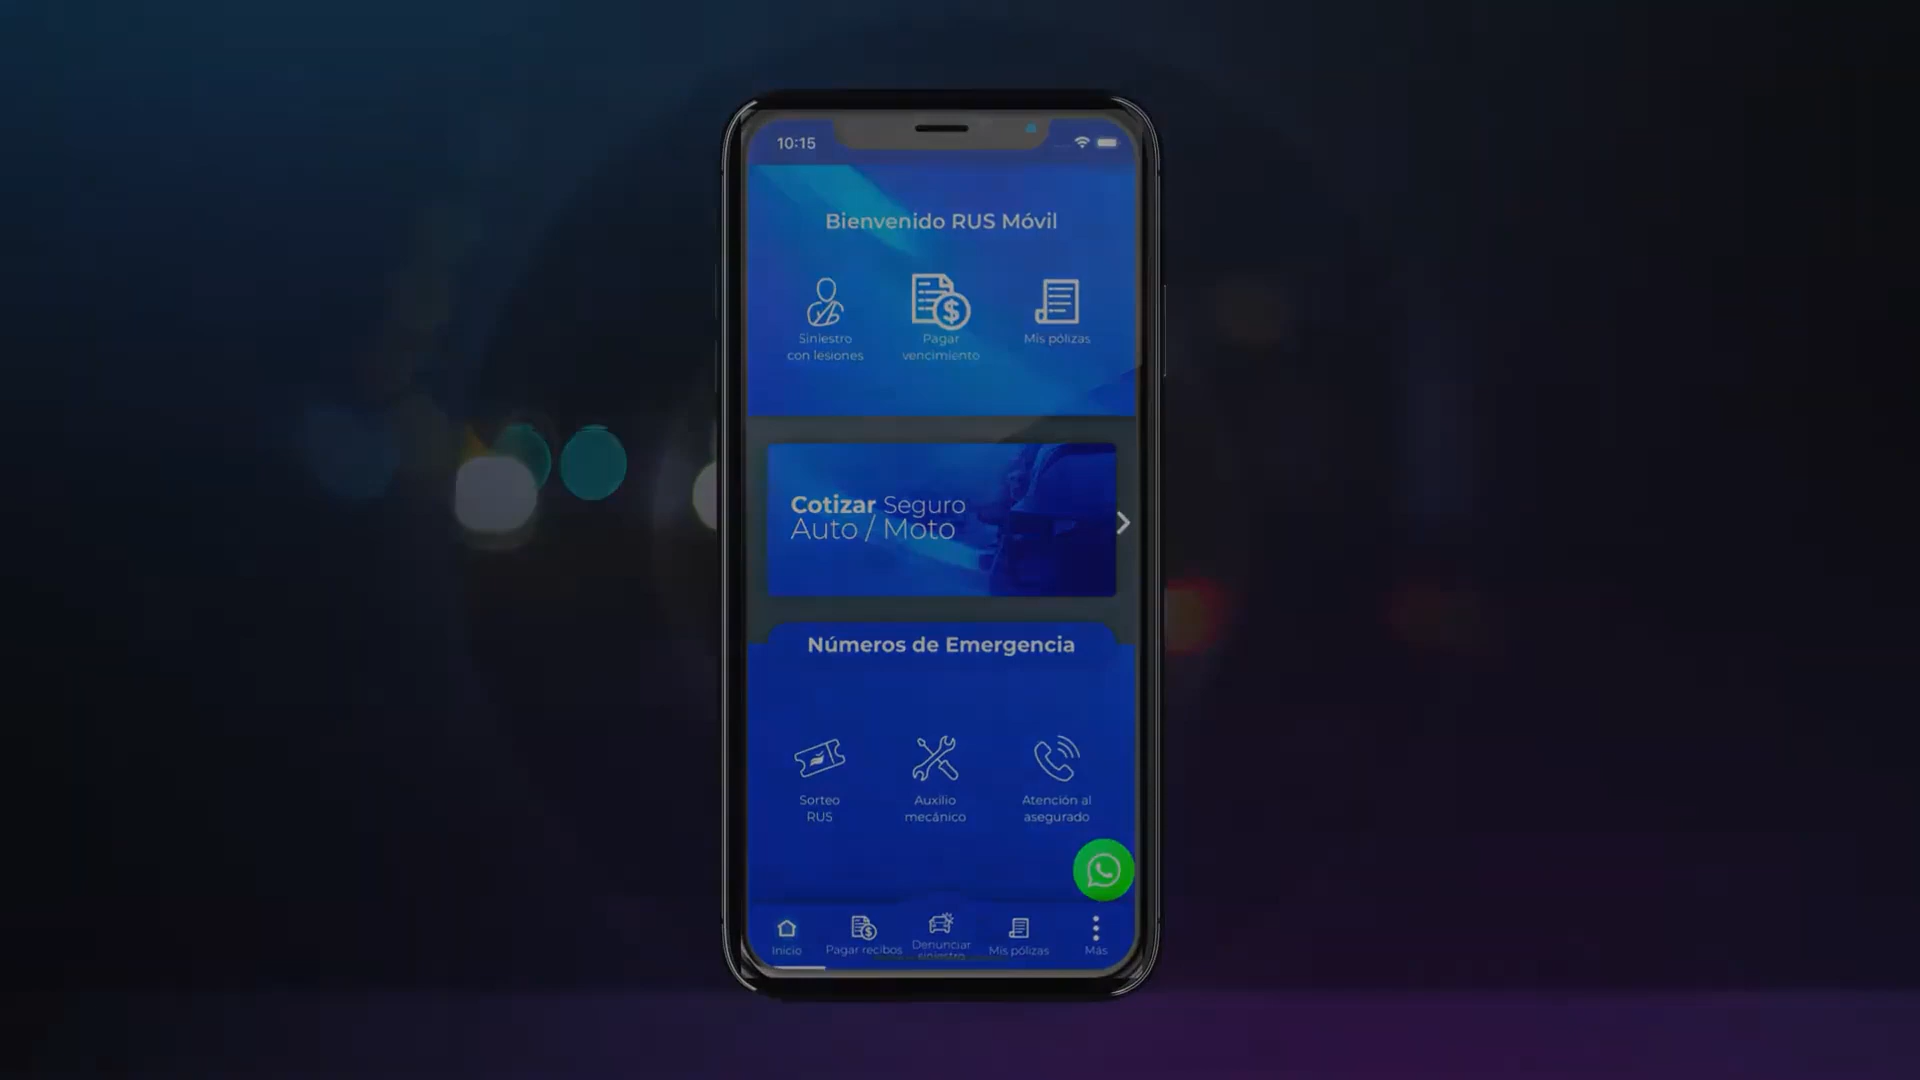 10:15
Bienvenido RUS Móvil
Siniestro
con lesiones
Pagar
vencimiento
Mis pólizas
Cotizar Seguro
Auto / Moto
Números de Emergencia
Sorteo
RUS
Auxilio
mecánico
Atención al
asegurado
Inicio
Pagar recibos
Denunciar
siniestro
Mis pólizas
Más